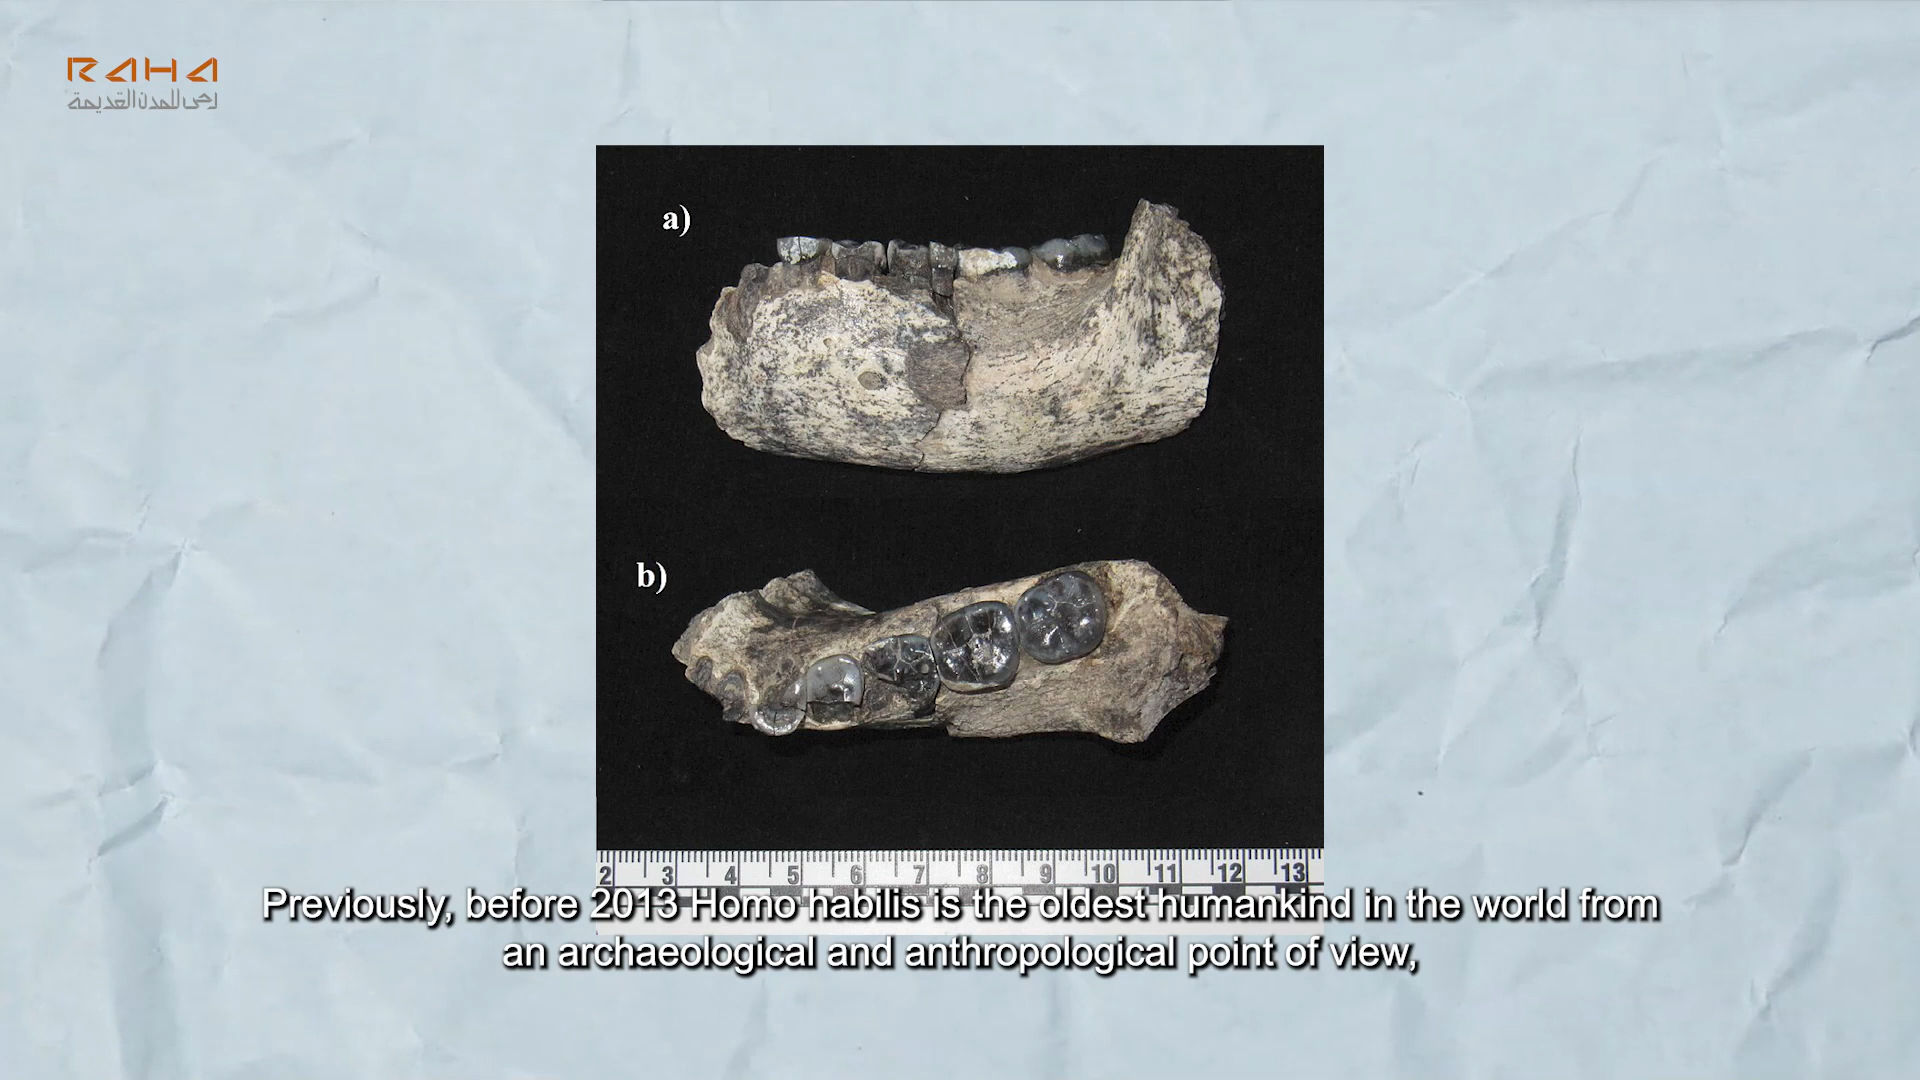 RAHA
رحى للمدن القديمة
a)
b)
2 3 4 5 6 7 8 9 10 11 12 13
Previously, before 2013 Homo habilis is the oldest humankind in the world from
an archaeological and anthropological point of view,